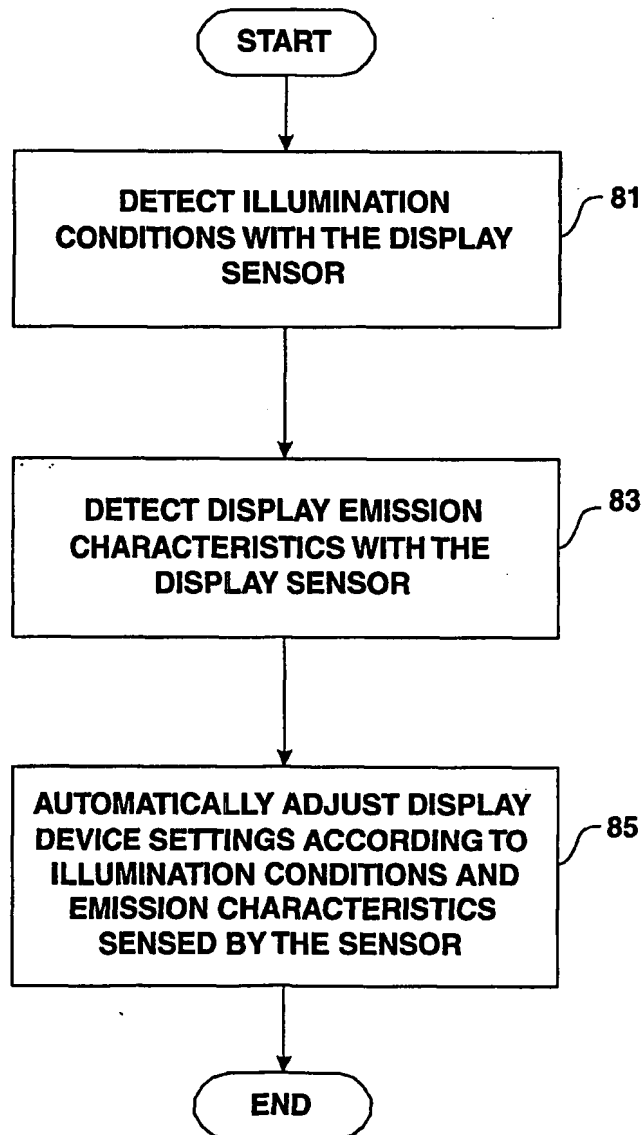 START
DETECT ILLUMINATION
CONDITIONS WITH THE DISPLAY
SENSOR
81
DETECT DISPLAY EMISSION
CHARACTERISTICS WITH THE
DISPLAY SENSOR
83
AUTOMATICALLY ADJUST DISPLAY
DEVICE SETTINGS ACCORDING TO
ILLUMINATION CONDITIONS AND
EMISSION CHARACTERISTICS
SENSED BY THE SENSOR
85
END